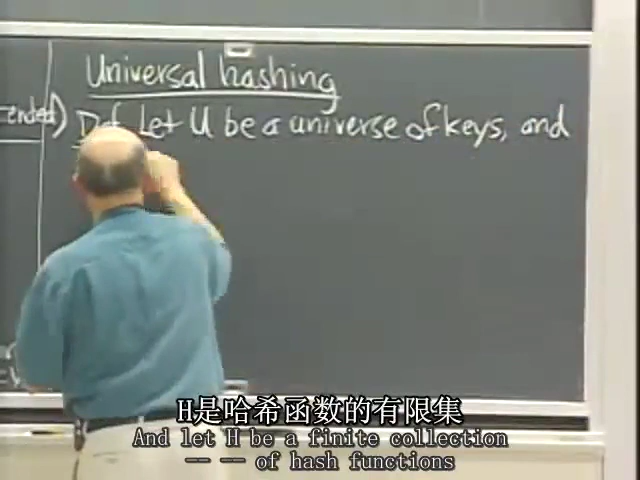 Universal hashing
ended) Def Let U be a universe of keys, and
H是哈希函数的有限集
And let H be a finite collection
-- -- of hash functions